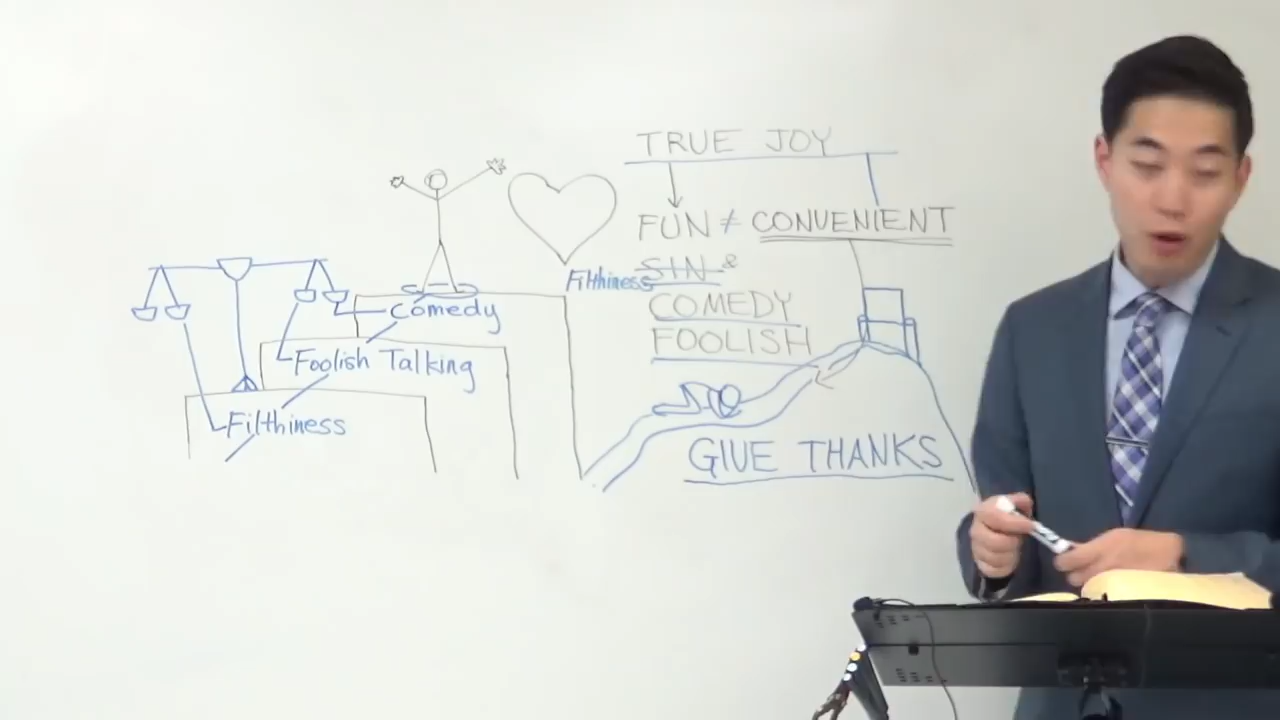 TRUE JOY
FUN ≠ CONVENIENT
SIN &
Filthiness
COMEDY
FOOLISH
GIVE THANKS
Comedy
Foolish Talking
Filthiness